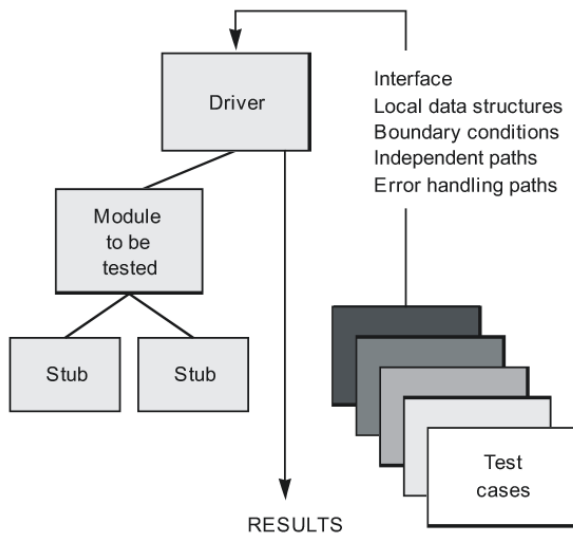 Driver
Interface
Local data structures
Boundary conditions
Independent paths
Error handling paths
Module
to be
tested
Stub
Stub
Test
cases
RESULTS